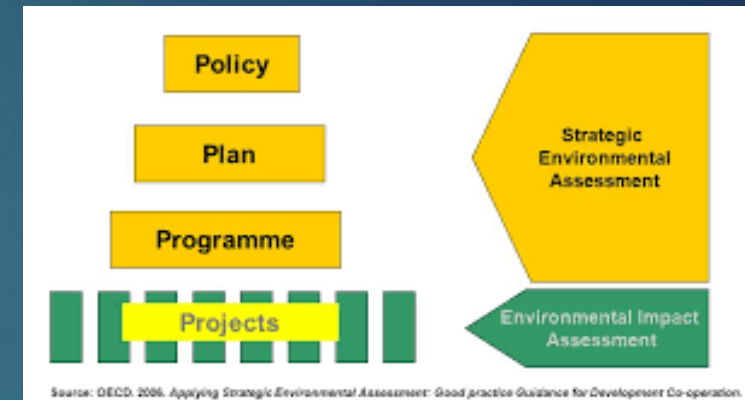 Policy
Strategic
Environmental
Assessment
Plan
Programme
Projects
Environmental Impact
Assessment
Source: OECD. 2006. Applying Strategic Environmental Assessment: Good practice Guidance for Development Co-operation.